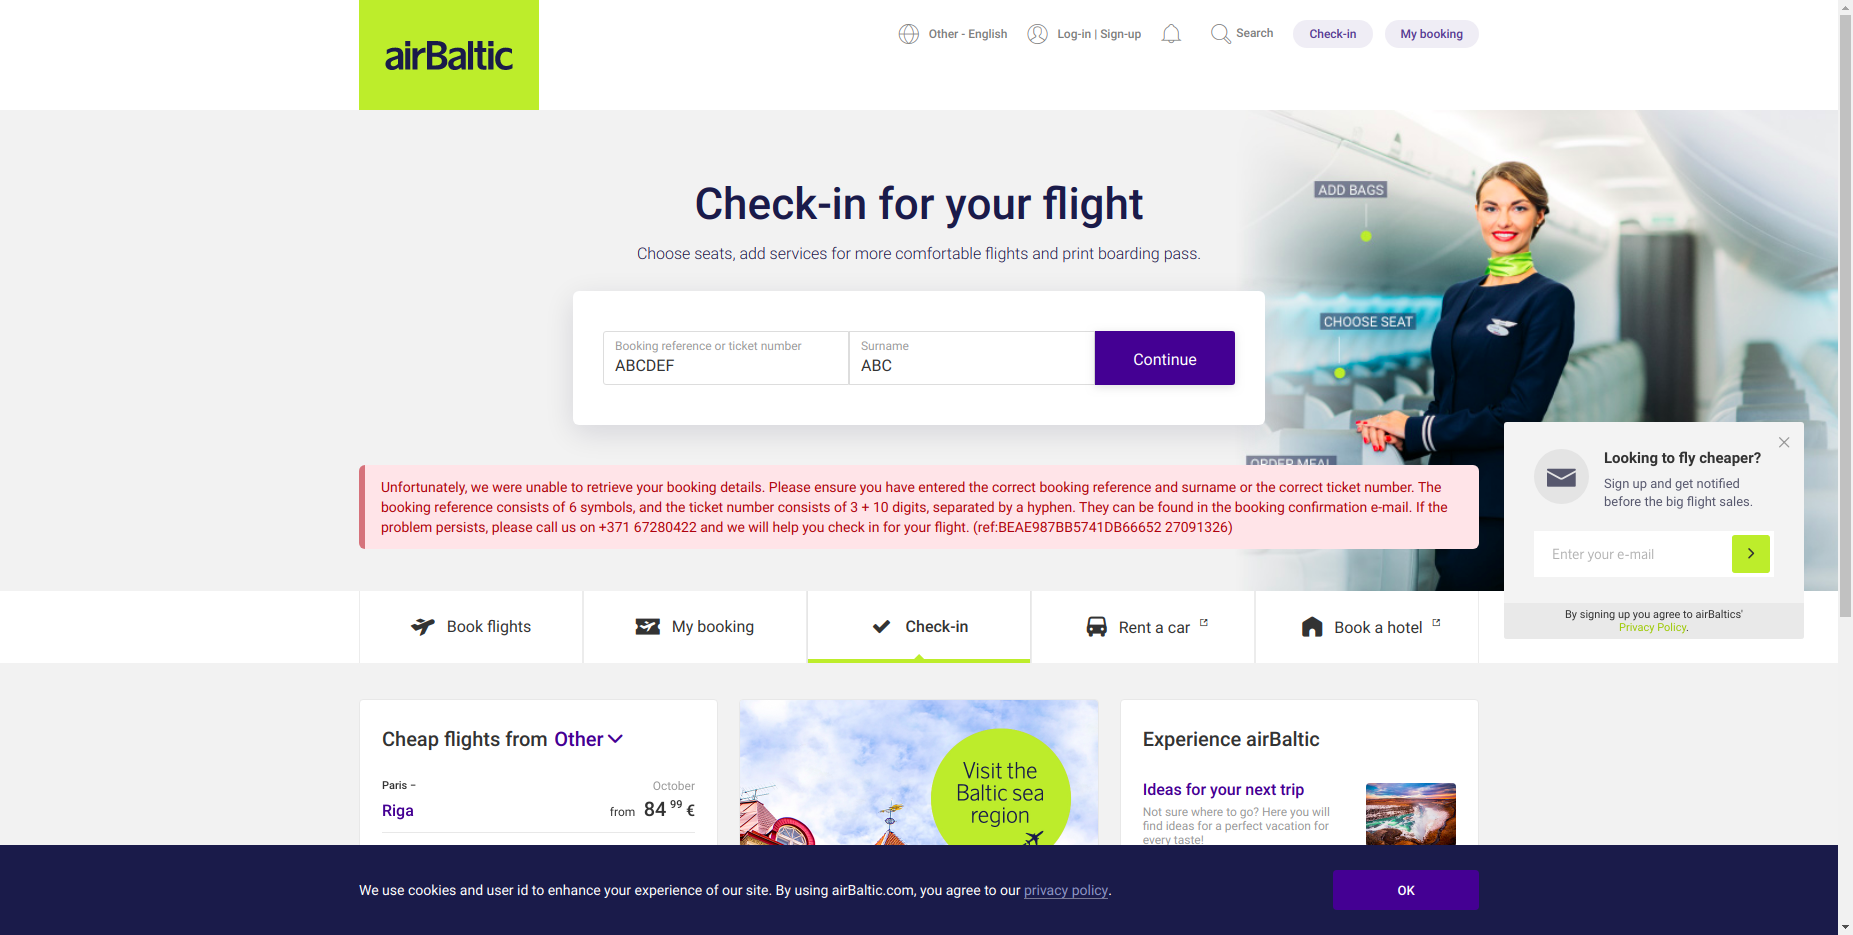 airBaltic
Other - English
Log-in | Sign-up
Search
Check-in
My booking
Check-in for your flight
Choose seats, add services for more comfortable flights and print boarding pass.
Booking reference or ticket number
ABCDEF
Surname
ABC
Continue
ADD BAGS
CHOOSE SEAT
ORDER MEAL
Unfortunately, we were unable to retrieve your booking details. Please ensure you have entered the correct booking reference and surname or the correct ticket number. The
booking reference consists of 6 symbols, and the ticket number consists of 3 + 10 digits, separated by a hyphen. They can be found in the booking confirmation e-mail. If the
problem persists, please call us on +371 67280422 and we will help you check in for your flight. (ref:BEAE987BB5741DB66652 27091326)
Looking to fly cheaper?
Sign up and get notified
before the big flight sales.
Enter your e-mail
By signing up you agree to airBaltics'
Privacy Policy.
Book flights
My booking
Check-in
Rent a car
Book a hotel
Cheap flights from Other
Paris –
October
Riga
from 84 99 €
Visit the
Baltic sea
region
Experience airBaltic
Ideas for your next trip
Not sure where to go? Here you will
find ideas for a perfect vacation for
every taste!
We use cookies and user id to enhance your experience of our site. By using airBaltic.com, you agree to our privacy policy.
OK